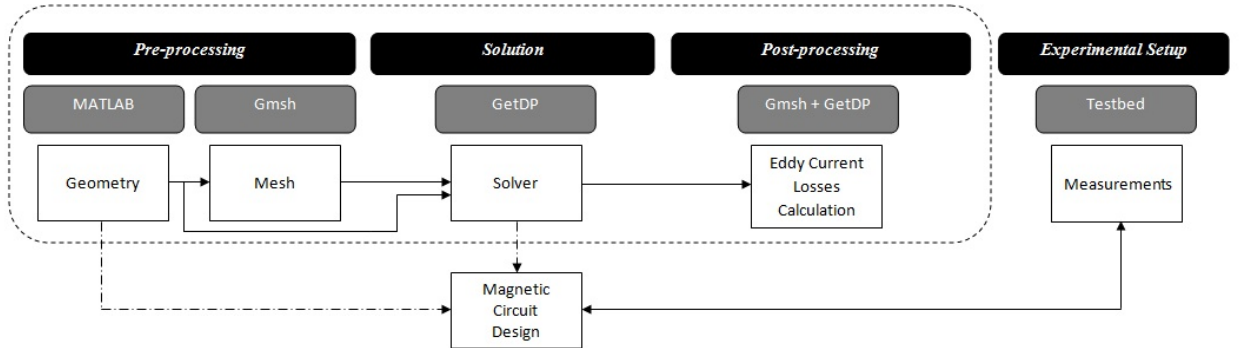 Pre-processing
Solution
Post-processing
Experimental Setup
MATLAB
Gmsh
GetDP
Gmsh + GetDP
Testbed
Geometry
Mesh
Solver
Eddy Current
Losses
Calculation
Measurements
Magnetic
Circuit
Design